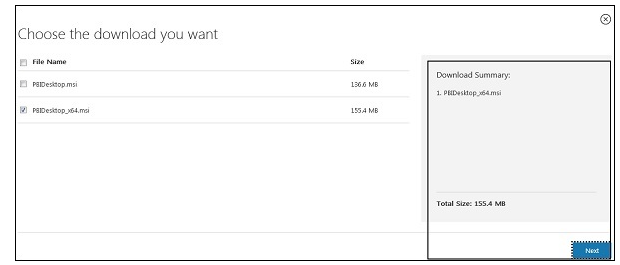 Choose the download you want
File Name Size
PBIDesktop.msi 136.6 MB
PBIDesktop_x64.msi 155.4 MB
Download Summary:
1. PBIDesktop_x64.msi
Total Size: 155.4 MB
Next